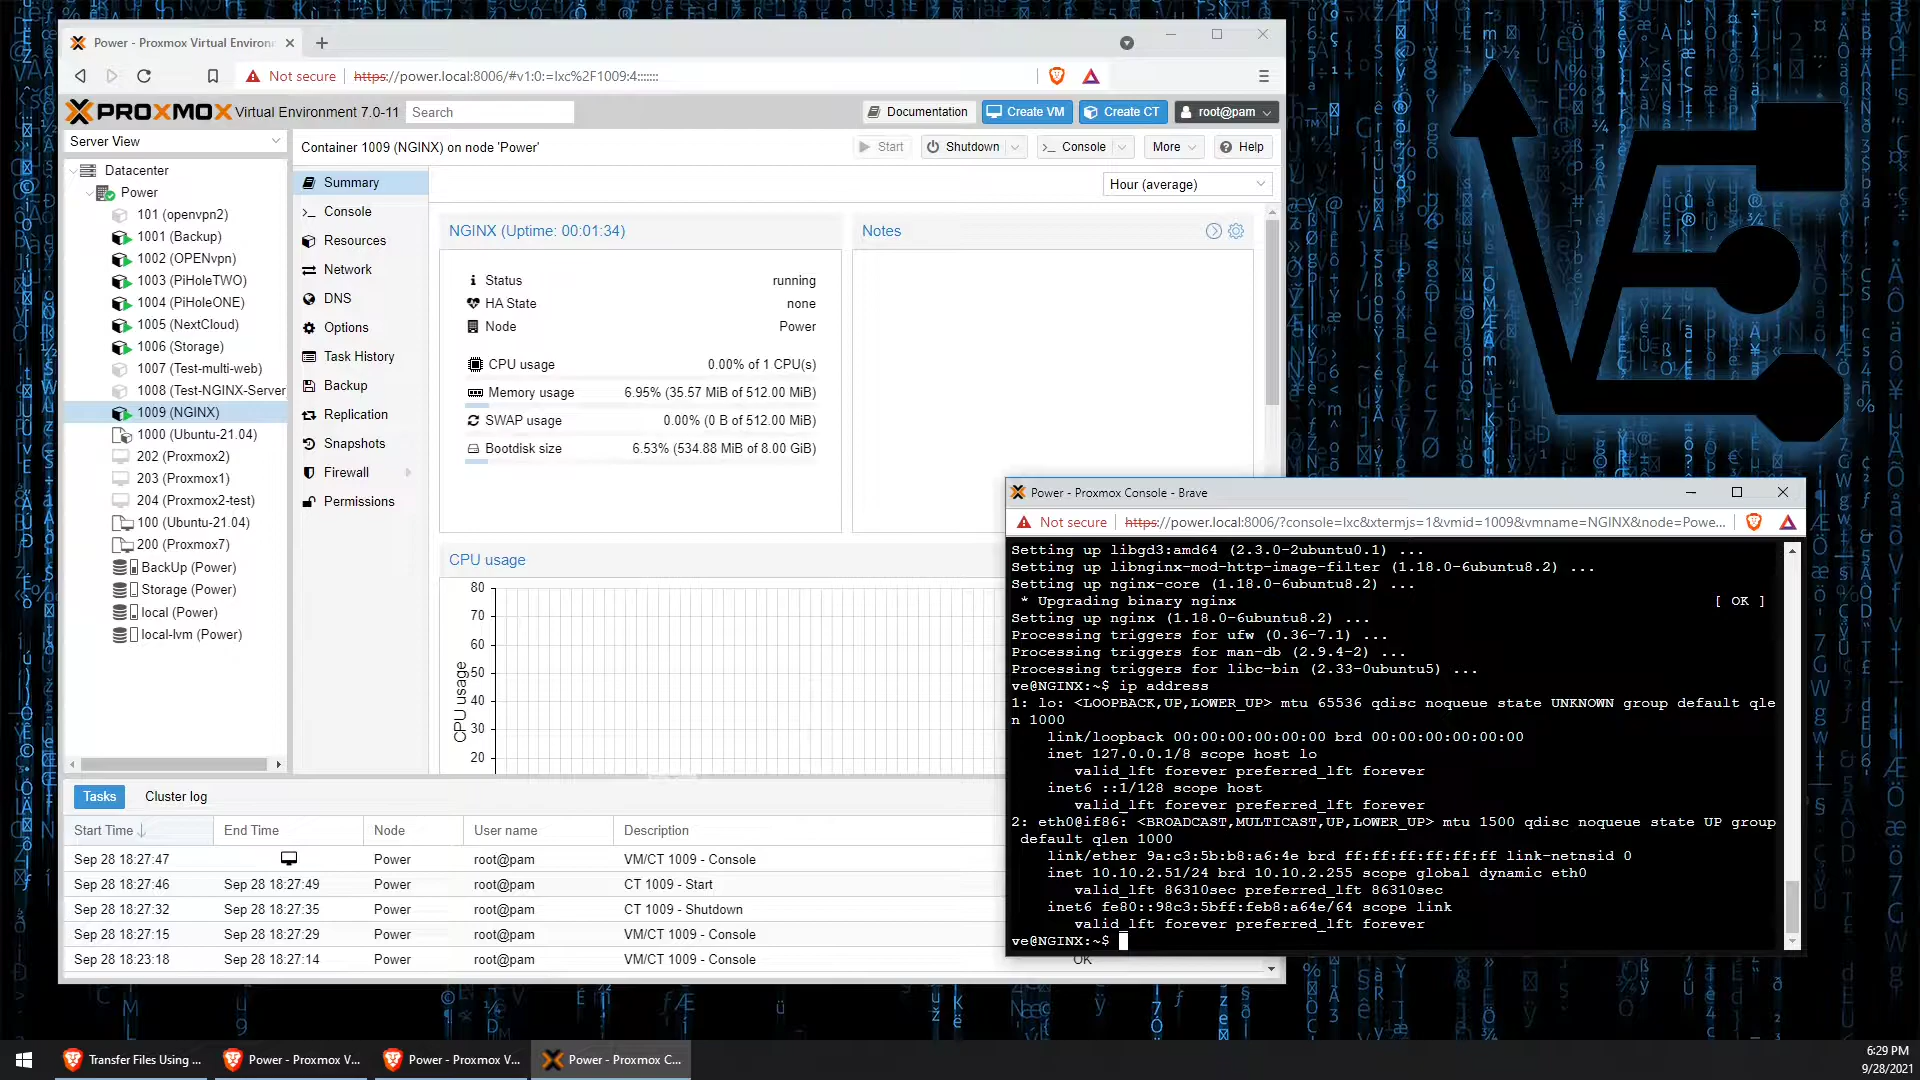 Power - Proxmox Virtual Environ
Not secure
https://power.local:8006/#v1:0:=lxc%2F1009:4:::::::
PROXMOX Virtual Environment 7.0-11
Search
Documentation
Create VM
Create CT
root@pam
Server View
Container 1009 (NGINX) on node 'Power'
Start
Shutdown
Console
More
Help
Datacenter
Power
101 (openvpn2)
1001 (Backup)
1002 (OPENvpn)
1003 (PiHoleTWO)
1004 (PiHoleONE)
1005 (NextCloud)
1006 (Storage)
1007 (Test-multi-web)
1008 (Test-NGINX-Server
1009 (NGINX)
1000 (Ubuntu-21.04)
202 (Proxmox2)
203 (Proxmox1)
204 (Proxmox2-test)
100 (Ubuntu-21.04)
200 (Proxmox7)
BackUp (Power)
Storage (Power)
local (Power)
local-lvm (Power)
Summary
Console
Resources
Network
DNS
Options
Task History
Backup
Replication
Snapshots
Firewall
Permissions
Hour (average)
NGINX (Uptime: 00:01:34)
Status running
HA State none
Node Power
CPU usage 0.00% of 1 CPU(s)
Memory usage 6.95% (35.57 MiB of 512.00 MiB)
SWAP usage 0.00% (0 B of 512.00 MiB)
Bootdisk size 6.53% (534.88 MiB of 8.00 GiB)
Notes
CPU usage
80
70
60
50
40
30
20
CPU usage
Tasks
Cluster log
Start Time End Time Node User name Description
Sep 28 18:27:47 Power root@pam VM/CT 1009 - Console
Sep 28 18:27:46 Sep 28 18:27:49 Power root@pam CT 1009 - Start
Sep 28 18:27:32 Sep 28 18:27:35 Power root@pam CT 1009 - Shutdown
Sep 28 18:27:15 Sep 28 18:27:29 Power root@pam VM/CT 1009 - Console
Sep 28 18:23:18 Sep 28 18:27:14 Power root@pam VM/CT 1009 - Console OK
Power - Proxmox Console - Brave
Not secure
https://power.local:8006/?console=lxc&xtermjs=1&vmid=1009&vmname=NGINX&node=Powe...
Setting up libgd3:amd64 (2.3.0-2ubuntu0.1) ...
Setting up libnginx-mod-http-image-filter (1.18.0-6ubuntu8.2) ...
Setting up nginx-core (1.18.0-6ubuntu8.2) ...
* Upgrading binary nginx [ OK ]
Setting up nginx (1.18.0-6ubuntu8.2) ...
Processing triggers for ufw (0.36-7.1) ...
Processing triggers for man-db (2.9.4-2) ...
Processing triggers for libc-bin (2.33-0ubuntu5) ...
ve@NGINX:~$ ip address
1: lo: <LOOPBACK,UP,LOWER_UP> mtu 65536 qdisc noqueue state UNKNOWN group default qle
n 1000
link/loopback 00:00:00:00:00:00 brd 00:00:00:00:00:00
inet 127.0.0.1/8 scope host lo
valid_lft forever preferred_lft forever
inet6 ::1/128 scope host
valid_lft forever preferred_lft forever
2: eth0@if86: <BROADCAST,MULTICAST,UP,LOWER_UP> mtu 1500 qdisc noqueue state UP group
default qlen 1000
link/ether 9a:c3:5b:b8:a6:4e brd ff:ff:ff:ff:ff:ff link-netnsid 0
inet 10.10.2.51/24 brd 10.10.2.255 scope global dynamic eth0
valid_lft 86310sec preferred_lft 86310sec
inet6 fe80::98c3:5bff:feb8:a64e/64 scope link
valid_lft forever preferred_lft forever
ve@NGINX:~$
Transfer Files Using ...
Power - Proxmox V...
Power - Proxmox V...
Power - Proxmox C...
6:29 PM
9/28/2021